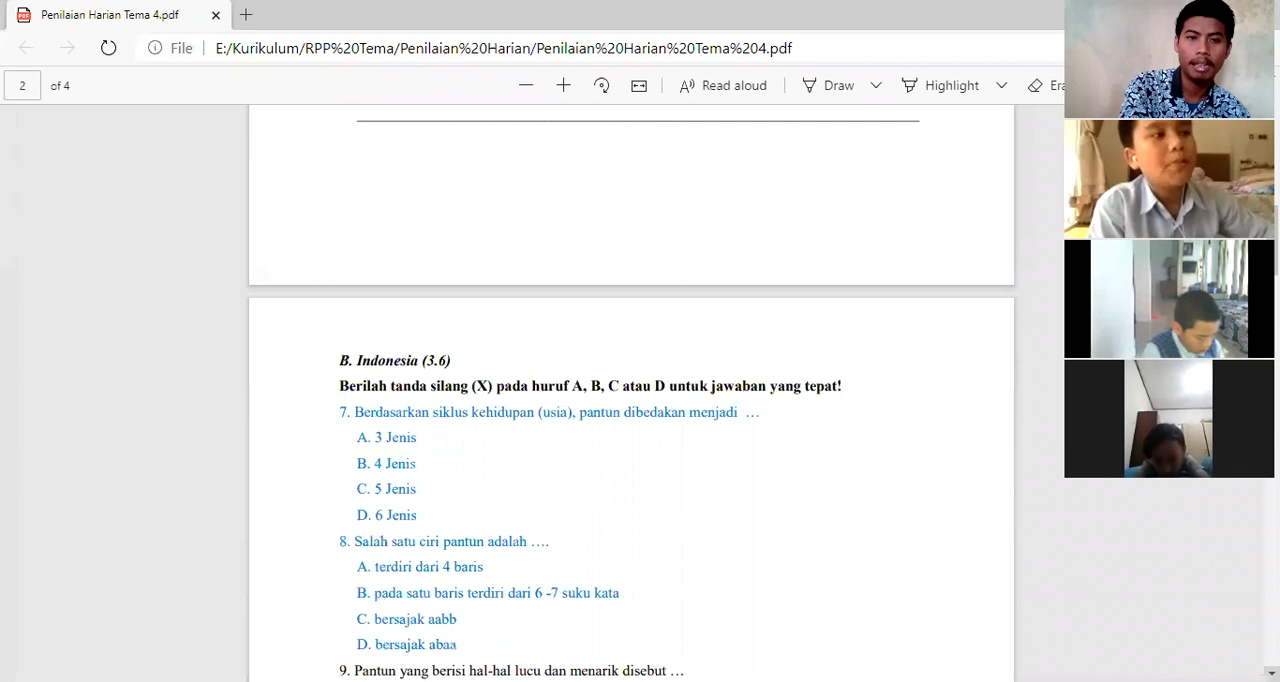 Penilaian Harian Tema 4.pdf
File E:/Kurikulum/RPP%20Tema/Penilaian%20Harian/Penilaian%20Harian%20Tema%204.pdf
2 of 4 Read aloud Draw Highlight Era
B. Indonesia (3.6)
Berilah tanda silang (X) pada huruf A, B, C atau D untuk jawaban yang tepat!
7. Berdasarkan siklus kehidupan (usia), pantun dibedakan menjadi …
A. 3 Jenis
B. 4 Jenis
C. 5 Jenis
D. 6 Jenis
8. Salah satu ciri pantun adalah ….
A. terdiri dari 4 baris
B. pada satu baris terdiri dari 6 -7 suku kata
C. bersajak aabb
D. bersajak abaa
9. Pantun yang berisi hal-hal lucu dan menarik disebut …